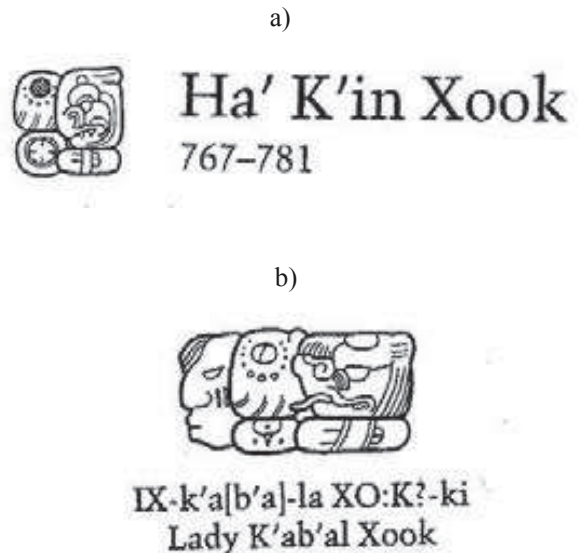 a)
Ha' K'in Xook
767–781
b)
IX-k'a[b'a]-la XO:K?-ki
Lady K'ab'al Xook